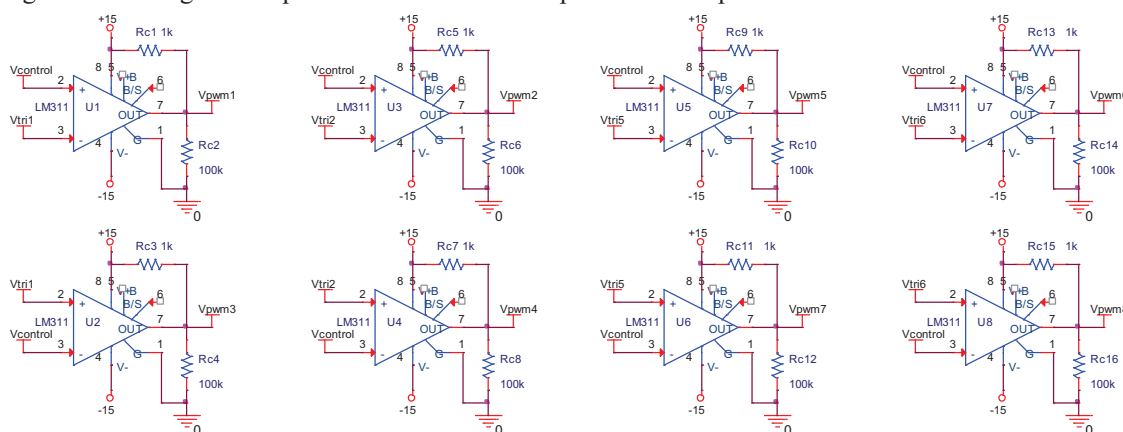 +15 +15 +15 +15
Rc1 1k Rc5 1k Rc9 1k Rc13 1k
Vcontrol 2 8 5 +B B/S 6 Vcontrol 2 8 5 +B B/S 6 Vcontrol 2 8 5 +B B/S 6 Vcontrol 2 8 5 +B B/S 6
LM311 + U1 OUT 7 Vpwm1 LM311 + U3 OUT 7 Vpwm2 LM311 + U5 OUT 7 Vpwm5 LM311 + U7 OUT 7
Vtri1 3 - 4 G 1 Vtri2 3 - 4 G 1 Vtri5 3 - 4 G 1 Vtri6 3 - 4 G 1
V- Rc2 V- Rc6 V- Rc10 V- Rc14
100k 100k 100k 100k
-15 -15 -15 -15
0 0 0 0
+15 +15 +15 +15
Rc3 1k Rc7 1k Rc11 1k Rc15 1k
Vtri1 2 8 5 +B B/S 6 Vtri2 2 8 5 +B B/S 6 Vtri5 2 8 5 +B B/S 6 Vtri6 2 8 5 +B B/S 6
LM311 + U2 OUT 7 Vpwm3 LM311 + U4 OUT 7 Vpwm4 LM311 + U6 OUT 7 Vpwm7 LM311 + U8 OUT 7
Vcontrol 3 - 4 G 1 Vcontrol 3 - 4 G 1 Vcontrol 3 - 4 G 1 Vcontrol 3 - 4 G 1
V- Rc4 V- Rc8 V- Rc12 V- Rc16
100k 100k 100k 100k
-15 -15 -15 -15
0 0 0 0